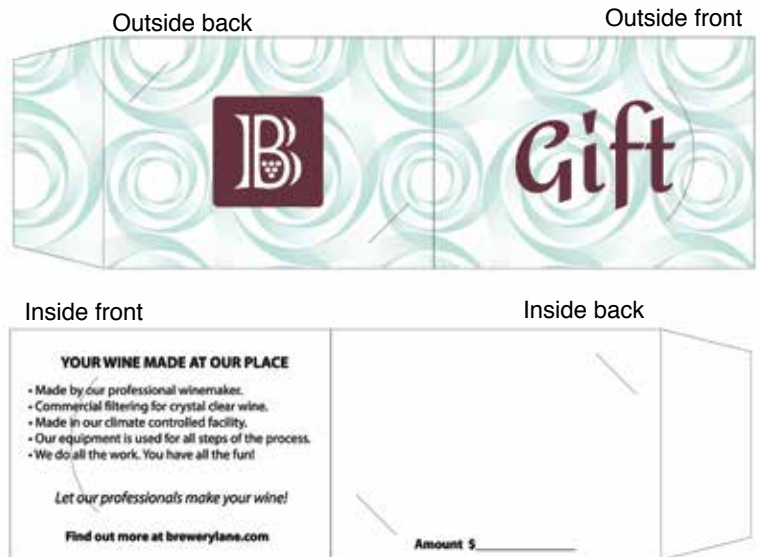 Outside back
Outside front
B
Gift
Inside front
Inside back
YOUR WINE MADE AT OUR PLACE
• Made by our professional winemaker.
• Commercial filtering for crystal clear wine.
• Made in our climate controlled facility.
• Our equipment is used for all steps of the process.
• We do all the work. You have all the fun!
Let our professionals make your wine!
Find out more at brewerylane.com
Amount $____________